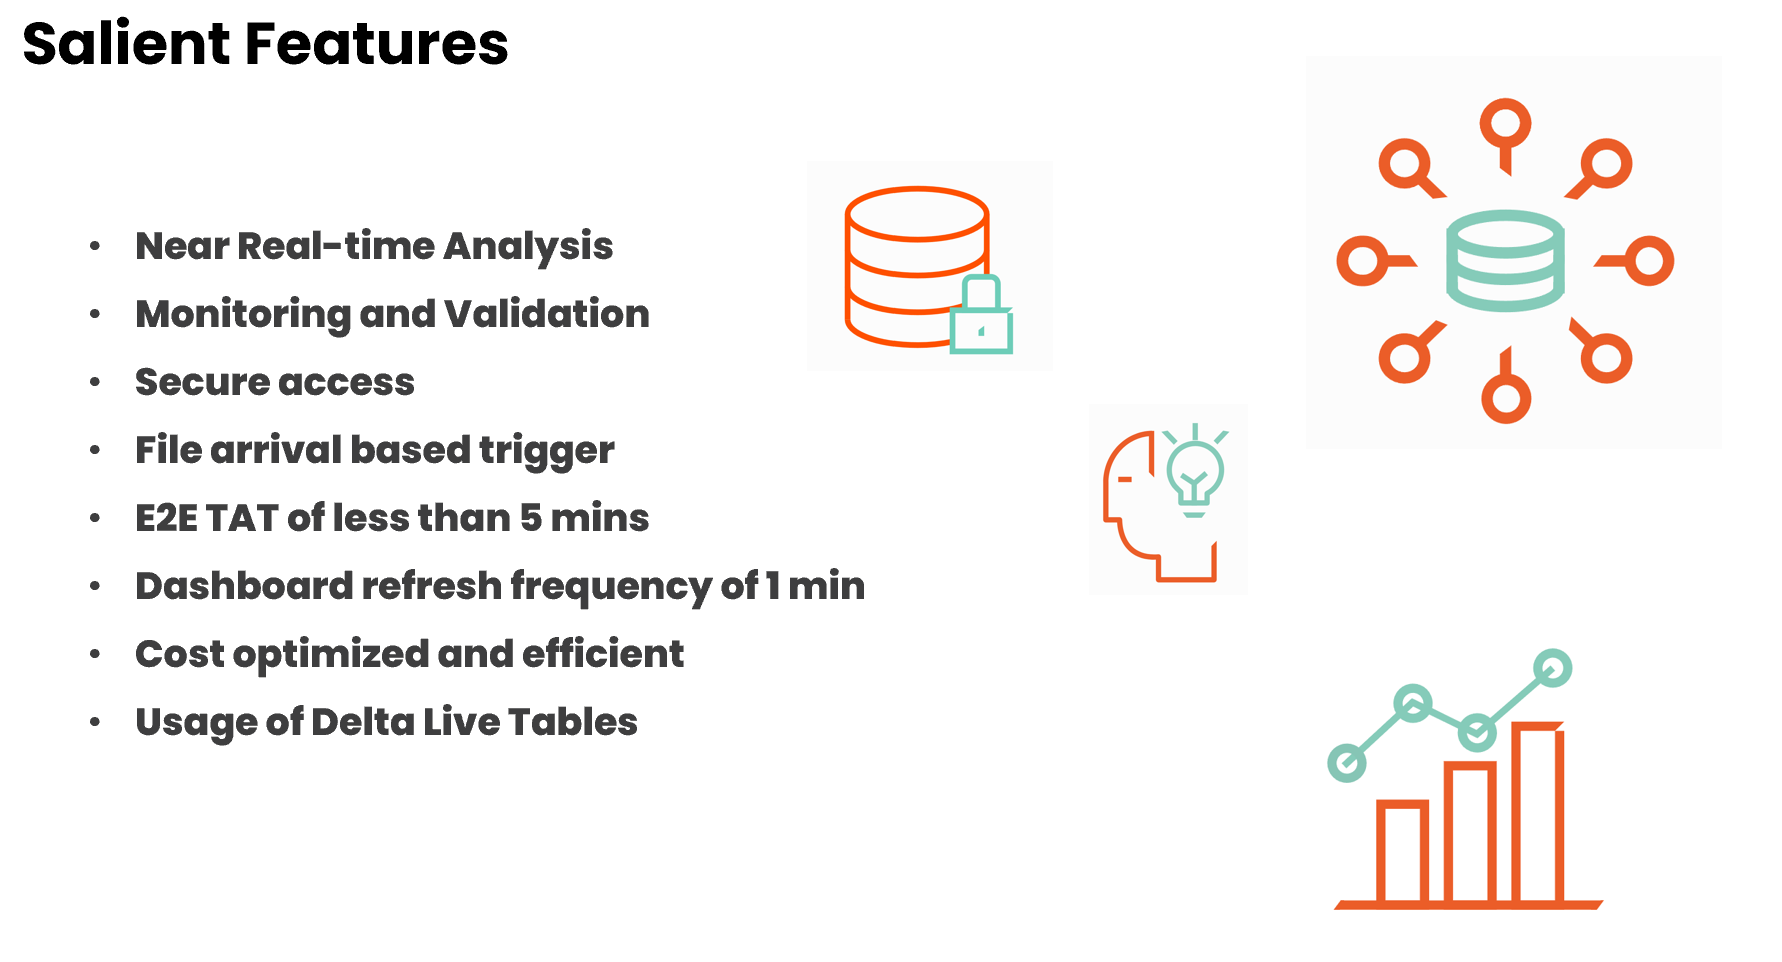 Salient Features
• Near Real-time Analysis
• Monitoring and Validation
• Secure access
• File arrival based trigger
• E2E TAT of less than 5 mins
• Dashboard refresh frequency of 1 min
• Cost optimized and efficient
• Usage of Delta Live Tables